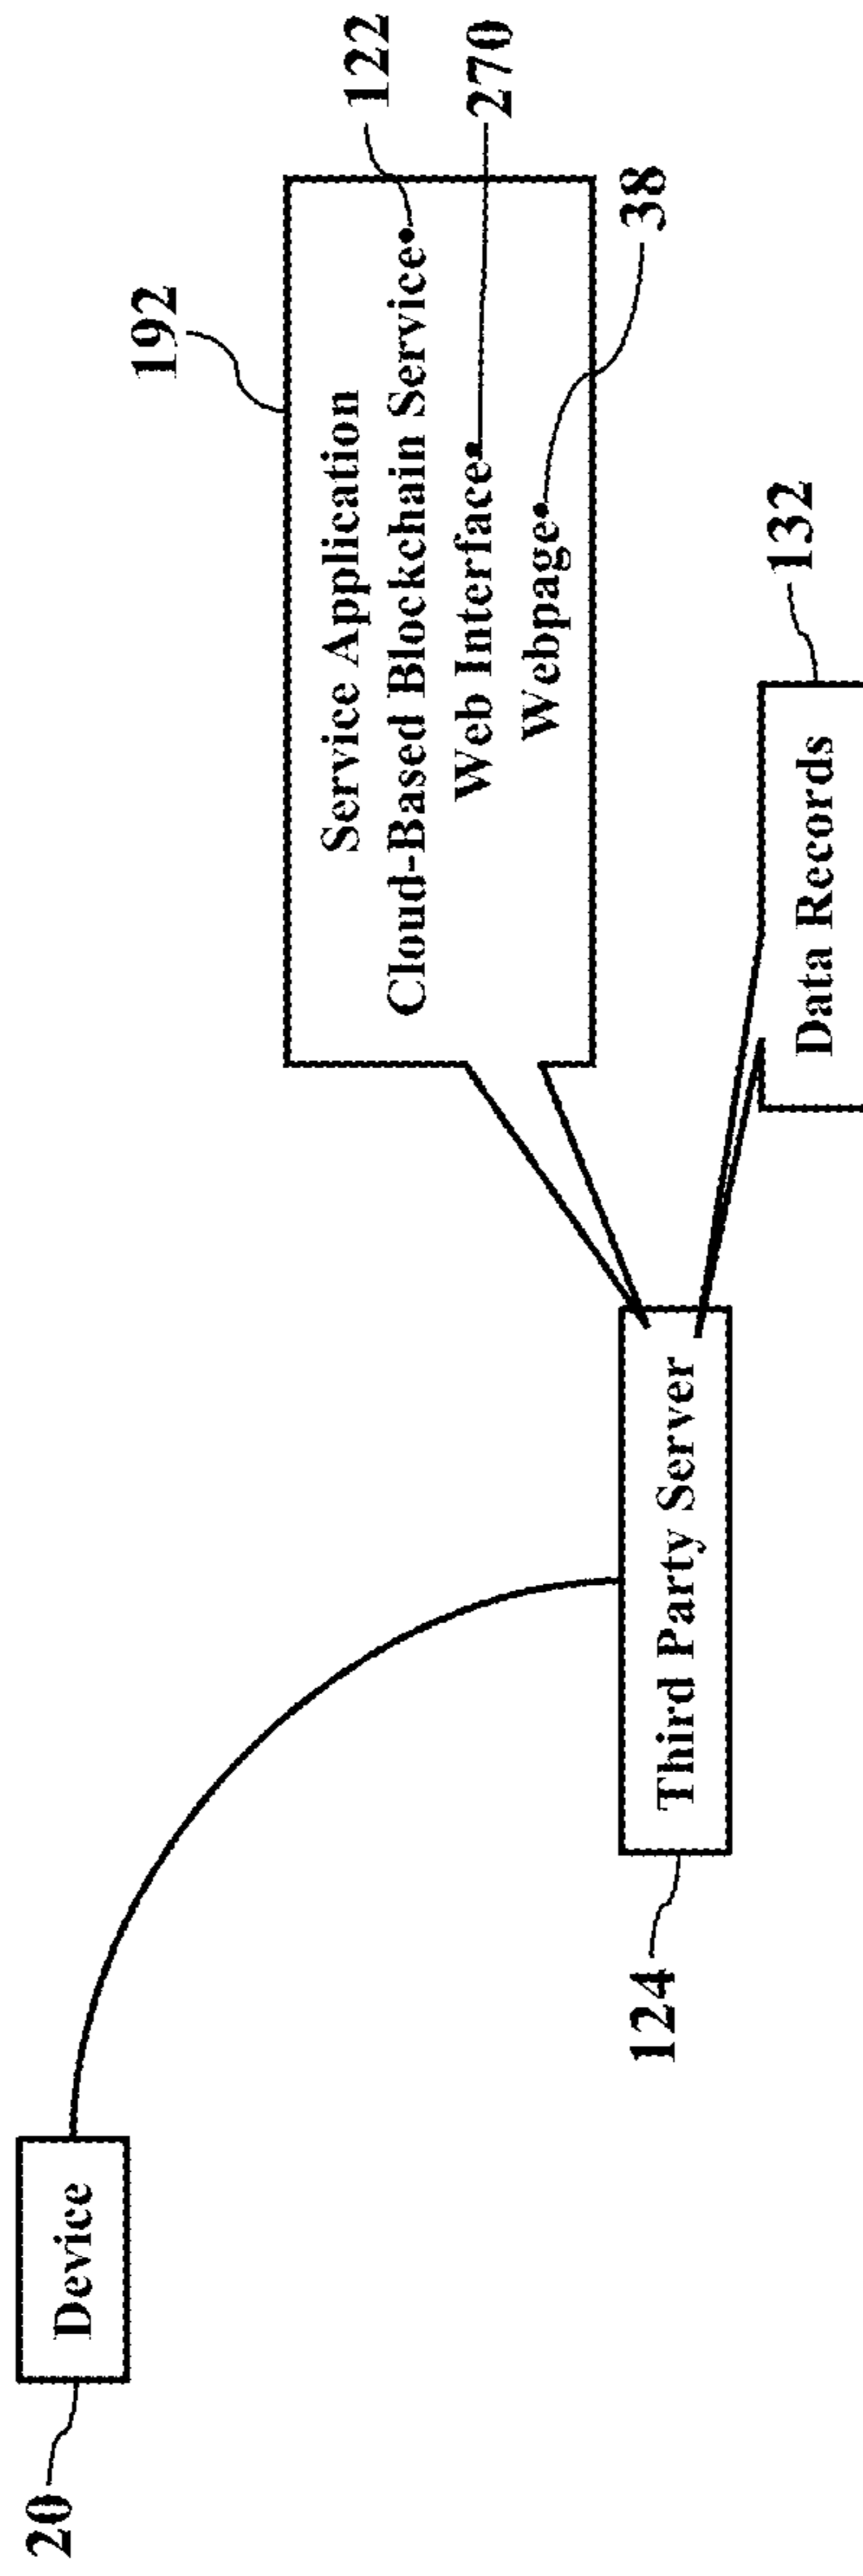 20
Device
124
Third Party Server
192
Service Application
Cloud-Based Blockchain Service
122
Web Interface
270
Webpage
38
Data Records
132